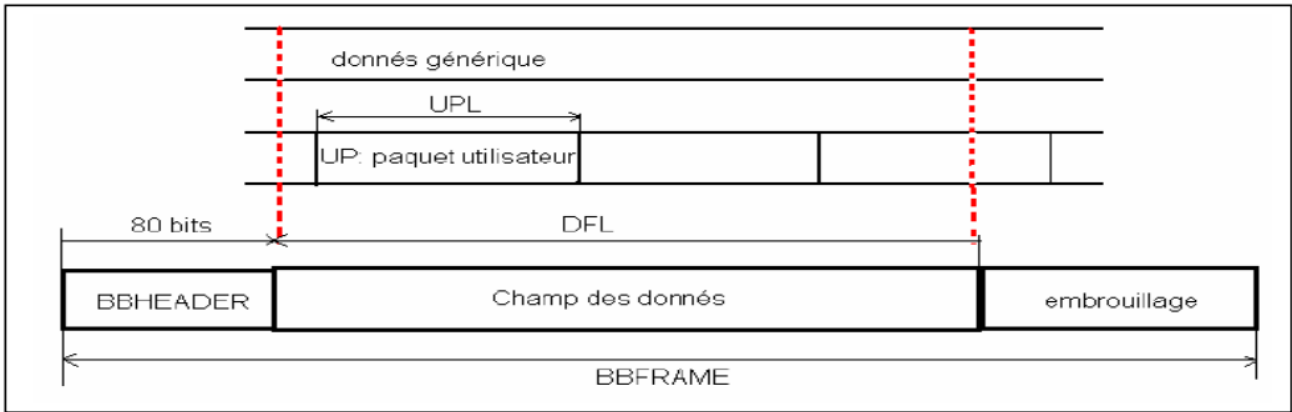 donnés générique
UPL
UP: paquet utilisateur
80 bits
DFL
BBHEADER
Champ des donnés
embrouillage
BBFRAME